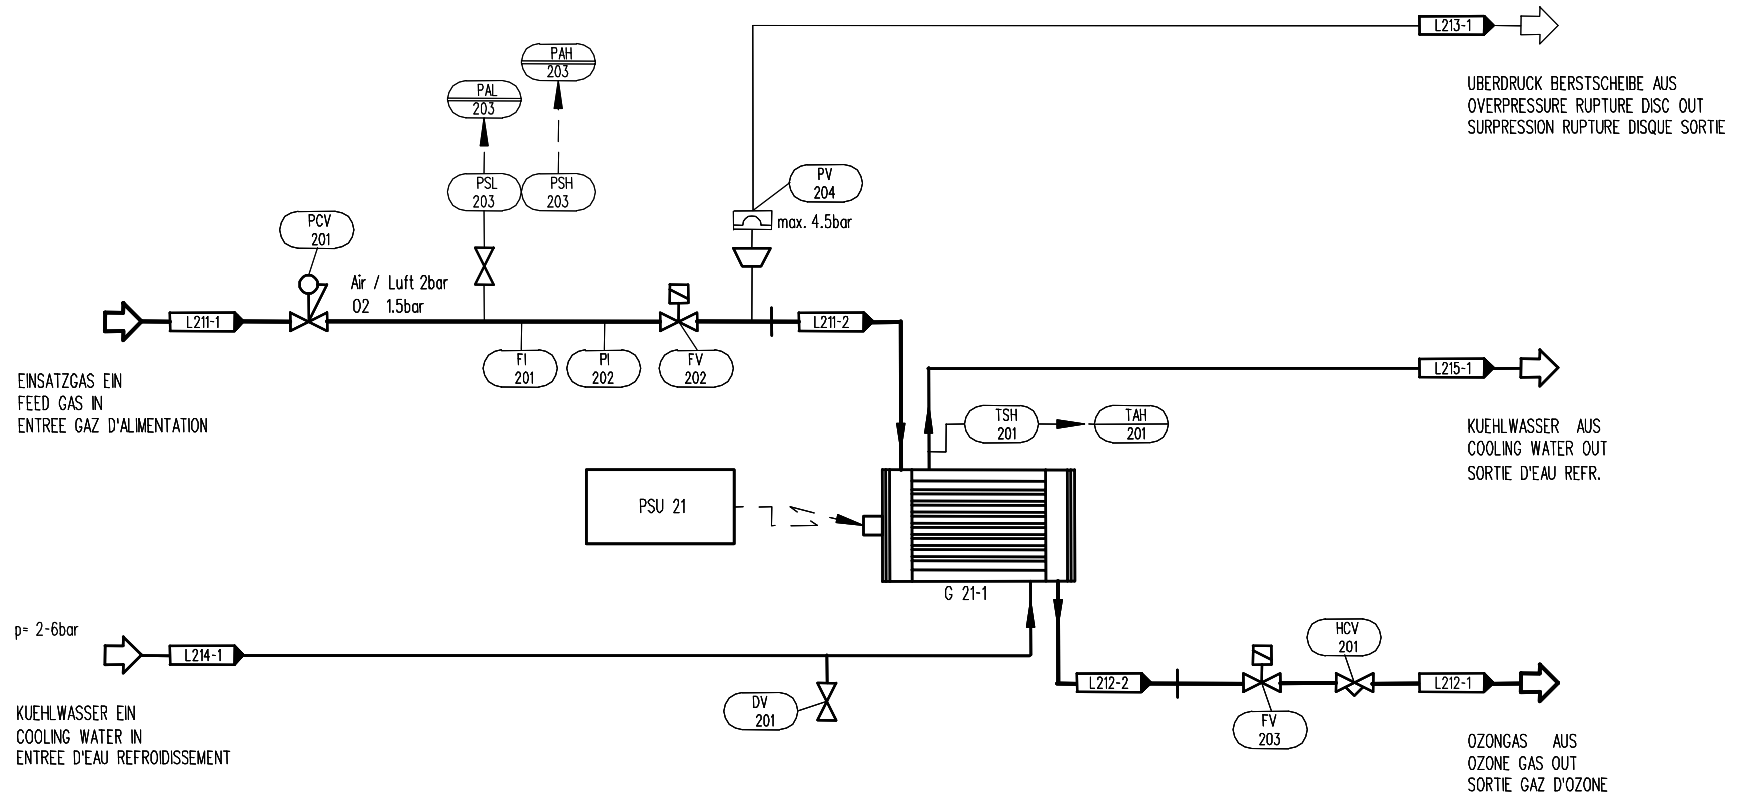 L213-1
UBERDRUCK BERSTSCHEIBE AUS
OVERPRESSURE RUPTURE DISC OUT
SURPRESSION RUPTURE DISQUE SORTIE
PAH
203
PAL
203
PSL
203
PSH
203
PV
204
max. 4.5bar
PCV
201
Air / Luft 2bar
O2 1.5bar
L211-1
L211-2
FI
201
PI
202
FV
202
EINSATZGAS EIN
FEED GAS IN
ENTREE GAZ D'ALIMENTATION
L215-1
TSH
201
TAH
201
KUEHLWASSER AUS
COOLING WATER OUT
SORTIE D'EAU REFR.
PSU 21
G 21-1
p= 2-6bar
L214-1
DV
201
KUEHLWASSER EIN
COOLING WATER IN
ENTREE D'EAU REFROIDISSEMENT
HCV
201
L212-2
L212-1
FV
203
OZONGAS AUS
OZONE GAS OUT
SORTIE GAZ D'OZONE